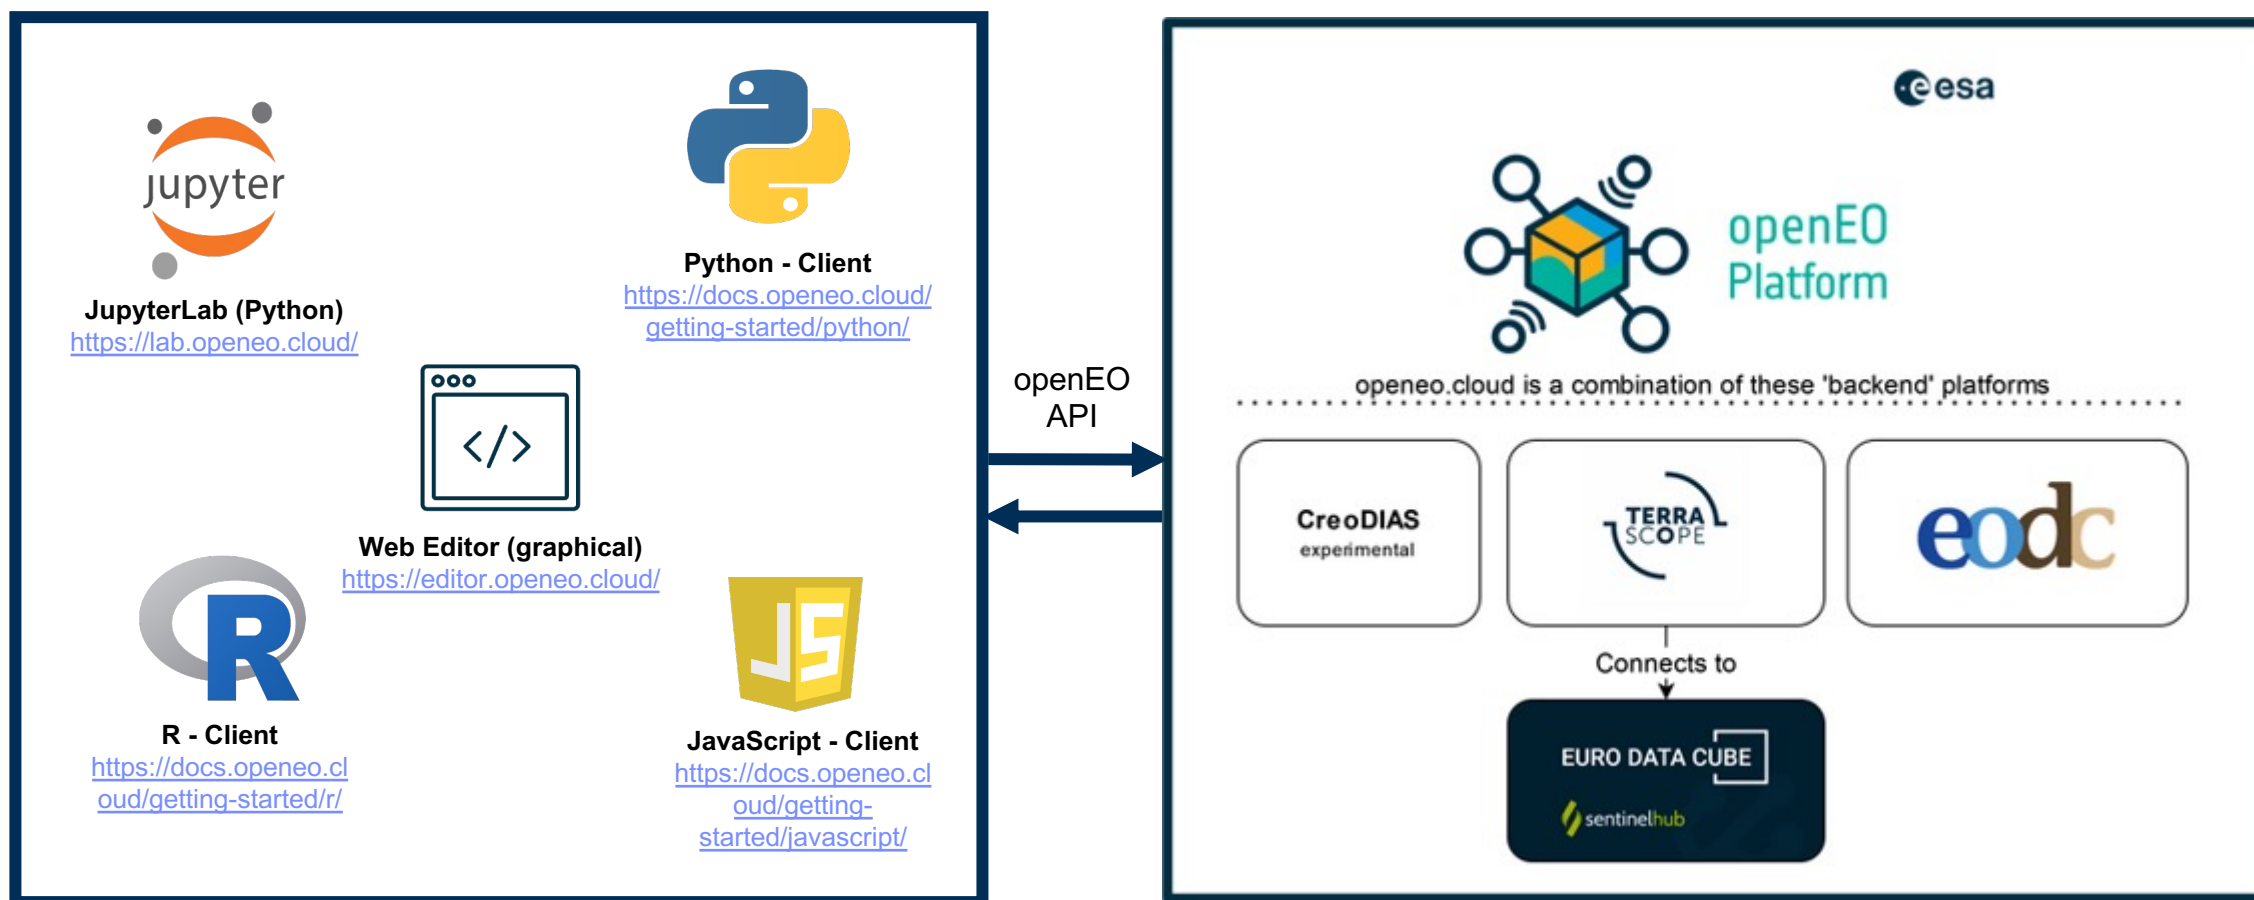 jupyter
JupyterLab (Python)
https://lab.openeo.cloud/
Python - Client
https://docs.openeo.cloud/
getting-started/python/
</>
Web Editor (graphical)
https://editor.openeo.cloud/
R
R - Client
https://docs.openeo.cl
oud/getting-started/r/
JS
JavaScript - Client
https://docs.openeo.cl
oud/getting-
started/javascript/
openEO
API
esa
openEO
Platform
openeo.cloud is a combination of these 'backend' platforms
CreoDIAS
experimental
TERRA
SCOPE
eodc
Connects to
EURO DATA CUBE
sentinelhub